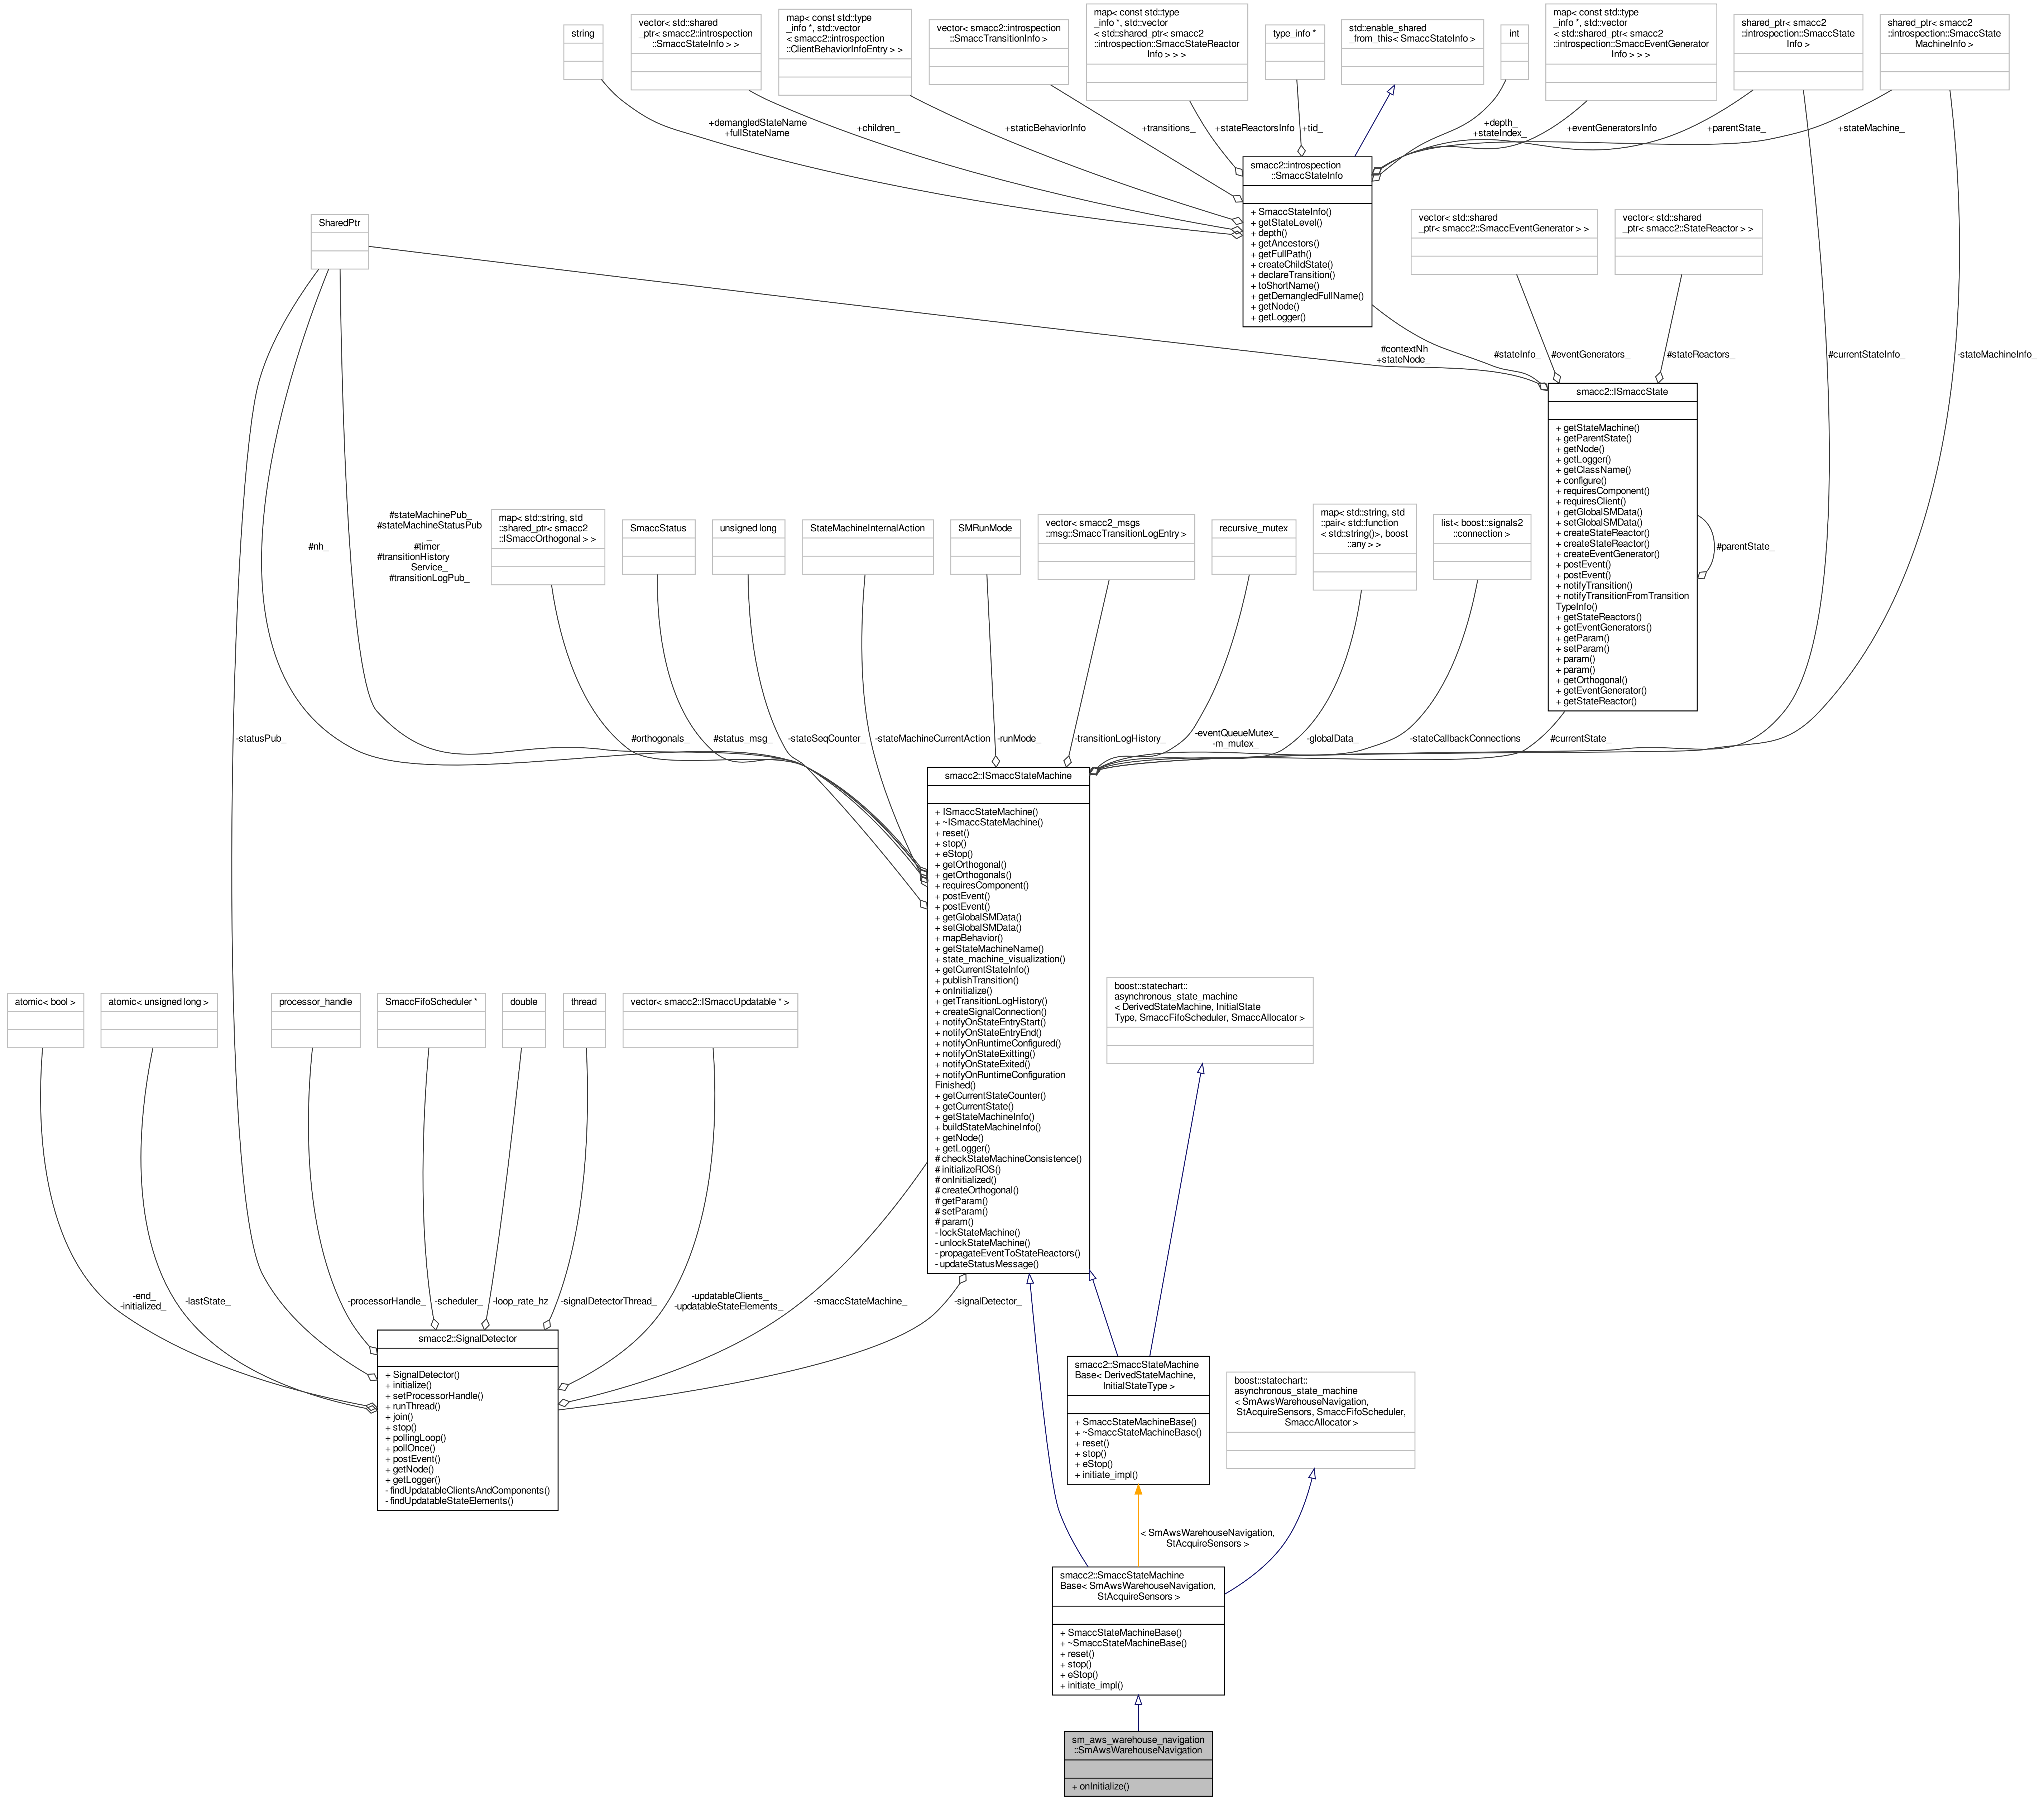 string
vector< std::shared
_ptr< smacc2::introspection
::SmaccStateInfo > >
map< const std::type
_info *, std::vector
< smacc2::introspection
::ClientBehaviorInfoEntry > >
vector< smacc2::introspection
::SmaccTransitionInfo >
map< const std::type
_info *, std::vector
< std::shared_ptr< smacc2
::introspection::SmaccStateReactor
Info > > >
type_info *
std::enable_shared
_from_this< SmaccStateInfo >
int
map< const std::type
_info *, std::vector
< std::shared_ptr< smacc2
::introspection::SmaccEventGenerator
Info > > >
shared_ptr< smacc2
::introspection::SmaccState
Info >
shared_ptr< smacc2
::introspection::SmaccState
MachineInfo >
+demangledStateName
+fullStateName
+children_
+staticBehaviorInfo
+transitions_
+stateReactorsInfo
+tid_
+depth_
+stateIndex_
+eventGeneratorsInfo
+parentState_
+stateMachine_
smacc2::introspection
::SmaccStateInfo
+ SmaccStateInfo()
+ getStateLevel()
+ depth()
+ getAncestors()
+ getFullPath()
+ createChildState()
+ declareTransition()
+ toShortName()
+ getDemangledFullName()
+ getNode()
+ getLogger()
SharedPtr
vector< std::shared
_ptr< smacc2::SmaccEventGenerator > >
vector< std::shared
_ptr< smacc2::StateReactor > >
#contextNh
+stateNode_
#stateInfo_
#eventGenerators_
#stateReactors_
#currentStateInfo_
-stateMachineInfo_
smacc2::ISmaccState
+ getStateMachine()
+ getParentState()
+ getNode()
+ getLogger()
+ getClassName()
+ configure()
+ requiresComponent()
+ requiresClient()
+ getGlobalSMData()
+ setGlobalSMData()
+ createStateReactor()
+ createStateReactor()
+ createEventGenerator()
+ postEvent()
+ postEvent()
+ notifyTransition()
+ notifyTransitionFromTransition
TypeInfo()
+ getStateReactors()
+ getEventGenerators()
+ getParam()
+ setParam()
+ param()
+ param()
+ getOrthogonal()
+ getEventGenerator()
+ getStateReactor()
#parentState_
#nh_
#stateMachinePub_
#stateMachineStatusPub
_
#timer_
#transitionHistory
Service_
#transitionLogPub_
map< std::string, std
::shared_ptr< smacc2
::ISmaccOrthogonal > >
SmaccStatus
unsigned long
StateMachineInternalAction
SMRunMode
vector< smacc2_msgs
::msg::SmaccTransitionLogEntry >
recursive_mutex
map< std::string, std
::pair< std::function
< std::string()>, boost
::any > >
list< boost::signals2
::connection >
-statusPub_
#orthogonals_
#status_msg_
-stateSeqCounter_
-stateMachineCurrentAction
-runMode_
-transitionLogHistory_
-eventQueueMutex_
-m_mutex_
-globalData_
-stateCallbackConnections
#currentState_
smacc2::ISmaccStateMachine
+ ISmaccStateMachine()
+ ~ISmaccStateMachine()
+ reset()
+ stop()
+ eStop()
+ getOrthogonal()
+ getOrthogonals()
+ requiresComponent()
+ postEvent()
+ postEvent()
+ getGlobalSMData()
+ setGlobalSMData()
+ mapBehavior()
+ getStateMachineName()
+ state_machine_visualization()
+ getCurrentStateInfo()
+ publishTransition()
+ onInitialize()
+ getTransitionLogHistory()
+ createSignalConnection()
+ notifyOnStateEntryStart()
+ notifyOnStateEntryEnd()
+ notifyOnRuntimeConfigured()
+ notifyOnStateExitting()
+ notifyOnStateExited()
+ notifyOnRuntimeConfiguration
Finished()
+ getCurrentStateCounter()
+ getCurrentState()
+ getStateMachineInfo()
+ buildStateMachineInfo()
+ getNode()
+ getLogger()
# checkStateMachineConsistence()
# initializeROS()
# onInitialized()
# createOrthogonal()
# getParam()
# setParam()
# param()
- lockStateMachine()
- unlockStateMachine()
- propagateEventToStateReactors()
- updateStatusMessage()
atomic< bool >
atomic< unsigned long >
processor_handle
SmaccFifoScheduler *
double
thread
vector< smacc2::ISmaccUpdatable * >
boost::statechart::
asynchronous_state_machine
< DerivedStateMachine, InitialState
Type, SmaccFifoScheduler, SmaccAllocator >
-end_
-initialized_
-lastState_
-processorHandle_
-scheduler_
-loop_rate_hz
-signalDetectorThread_
-updatableClients_
-updatableStateElements_
-smaccStateMachine_
-signalDetector_
smacc2::SignalDetector
+ SignalDetector()
+ initialize()
+ setProcessorHandle()
+ runThread()
+ join()
+ stop()
+ pollingLoop()
+ pollOnce()
+ postEvent()
+ getNode()
+ getLogger()
- findUpdatableClientsAndComponents()
- findUpdatableStateElements()
smacc2::SmaccStateMachine
Base< DerivedStateMachine,
InitialStateType >
+ SmaccStateMachineBase()
+ ~SmaccStateMachineBase()
+ reset()
+ stop()
+ eStop()
+ initiate_impl()
boost::statechart::
asynchronous_state_machine
< SmAwsWarehouseNavigation,
StAcquireSensors, SmaccFifoScheduler,
SmaccAllocator >
< SmAwsWarehouseNavigation,
StAcquireSensors >
smacc2::SmaccStateMachine
Base< SmAwsWarehouseNavigation,
StAcquireSensors >
+ SmaccStateMachineBase()
+ ~SmaccStateMachineBase()
+ reset()
+ stop()
+ eStop()
+ initiate_impl()
sm_aws_warehouse_navigation
::SmAwsWarehouseNavigation
+ onInitialize()